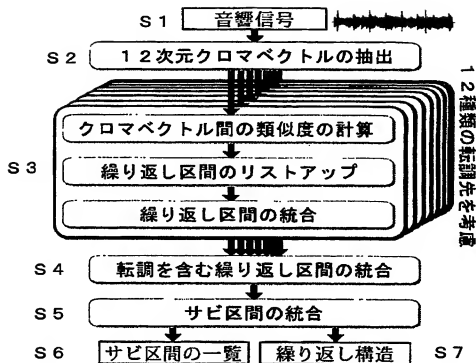 S1 音響信号
S2 12次元クロマベクトルの抽出
12種類の転調先を考慮
クロマベクトル間の類似度の計算
S3 繰り返し区間のリストアップ
繰り返し区間の統合
S4 転調を含む繰り返し区間の統合
S5 サビ区間の統合
S6 サビ区間の一覧 繰り返し構造 S7